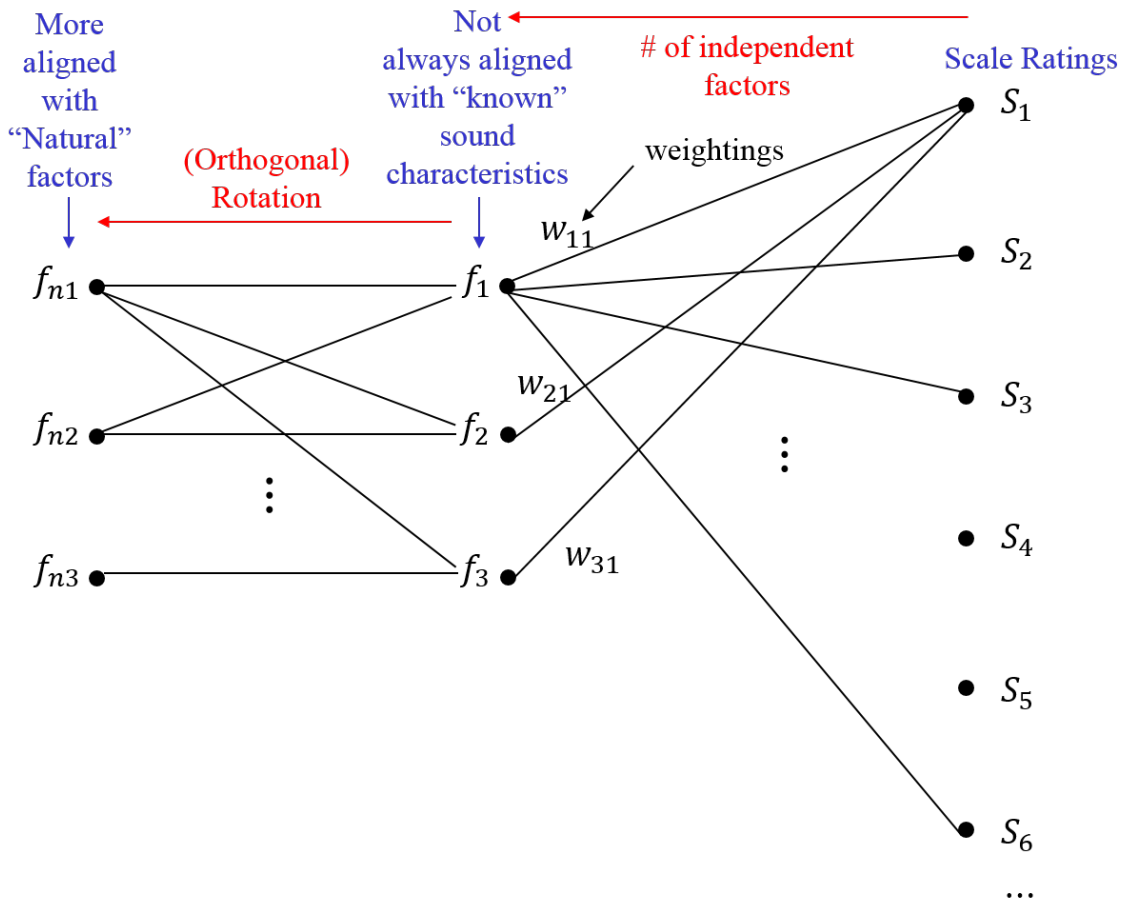 More
aligned
with
“Natural”
factors
Not
always aligned
with “known”
sound
characteristics
# of independent
factors
Scale Ratings
(Orthogonal)
Rotation
weightings
w11
w21
w31
fn1
fn2
⋮
fn3
f1
f2
f3
⋮
S1
S2
S3
S4
S5
S6
...